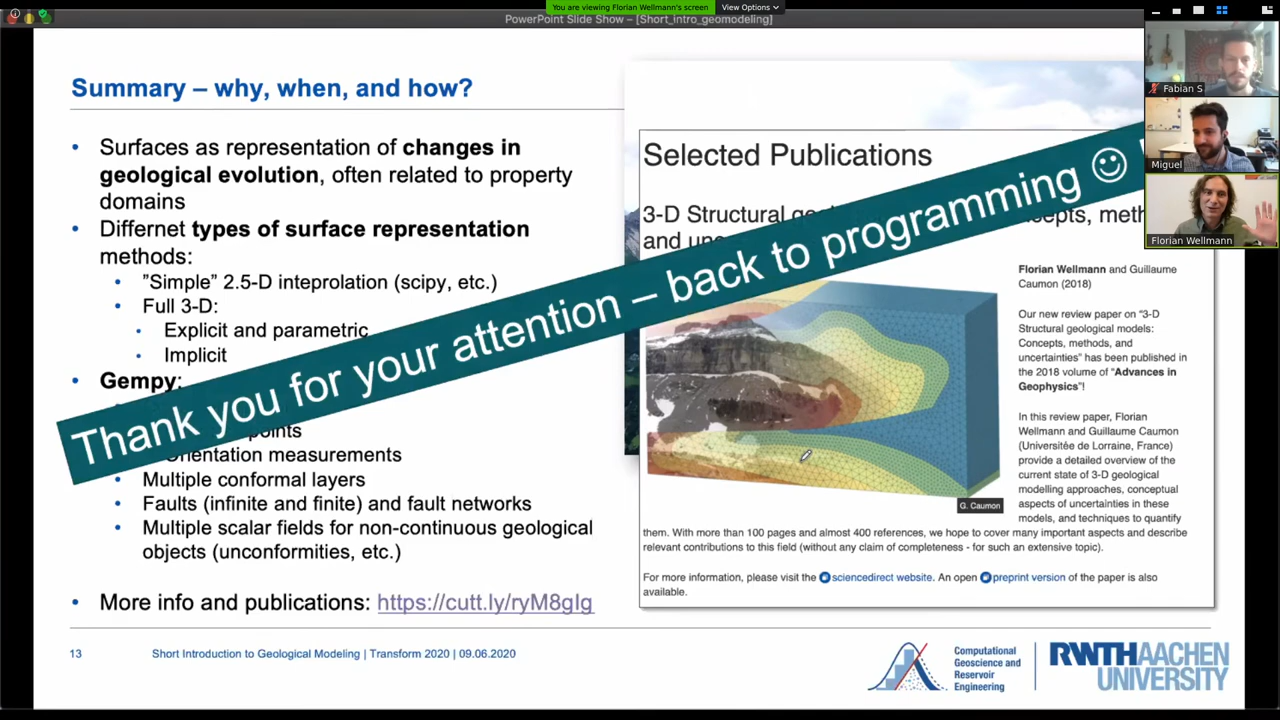 You are viewing Florian Wellmann's screen
View Options
PowerPoint Slide Show – [Short_intro_geomodeling]
Summary – why, when, and how?
• Surfaces as representation of changes in
geological evolution, often related to property
domains
• Differnet types of surface representation
methods:
• ”Simple” 2.5-D inteprolation (scipy, etc.)
• Full 3-D:
• Explicit and parametric
• Implicit
• Gempy:
points
Orientation measurements
• Multiple conformal layers
• Faults (infinite and finite) and fault networks
• Multiple scalar fields for non-continuous geological
objects (unconformities, etc.)
• More info and publications: https://cutt.ly/ryM8gIg
Thank you for your attention – back to programming ☺
Selected Publications
3-D Structural
and
Florian Wellmann and Guillaume
Caumon (2018)
Our new review paper on “3-D
Structural geological models:
Concepts, methods, and
uncertainties” has been published in
the 2018 volume of “Advances in
Geophysics”!
In this review paper, Florian
Wellmann and Guillaume Caumon
(Université de Lorraine, France)
provide a detailed overview of the
current state of 3-D geological
modelling approaches, conceptual
aspects of uncertainties in these
models, and techniques to quantify
them. With more than 100 pages and almost 400 references, we hope to cover many important aspects and describe
relevant contributions to this field (without any claim of completeness - for such an extensive topic).
For more information, please visit the sciencedirect website. An open preprint version of the paper is also
available.
G. Caumon
13
Short Introduction to Geological Modeling | Transform 2020 | 09.06.2020
Computational
Geoscience and
Reservoir
Engineering
RWTHAACHEN
UNIVERSITY
Fabian S
Miguel
Florian Wellmann